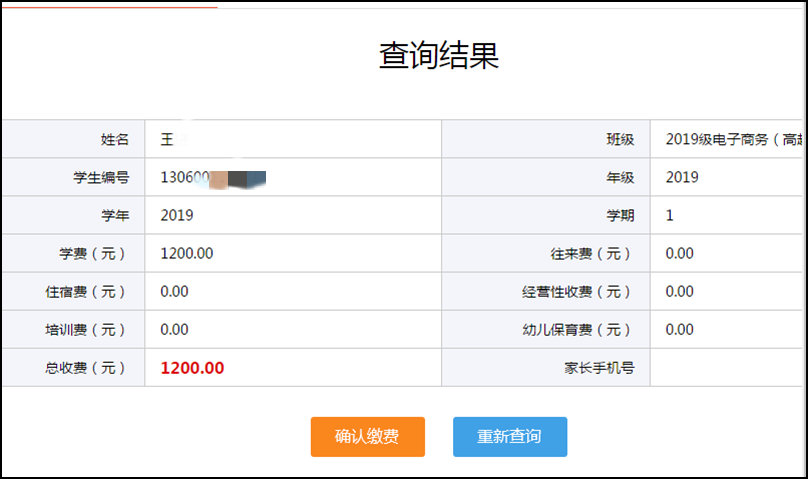 查询结果
姓名 王 班级 2019级电子商务（高
学生编号 130600 年级 2019
学年 2019 学期 1
学费（元） 1200.00 往来费（元） 0.00
住宿费（元） 0.00 经营性收费（元） 0.00
培训费（元） 0.00 幼儿保育费（元） 0.00
总收费（元） 1200.00 家长手机号
确认缴费 重新查询